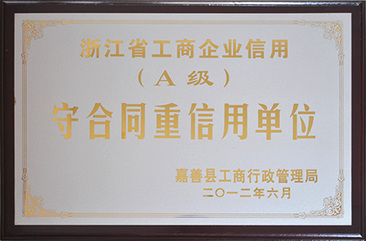 浙江省工商企业信用
(A级)
守合同重信用单位
嘉善县工商行政管理局
二〇一二年六月